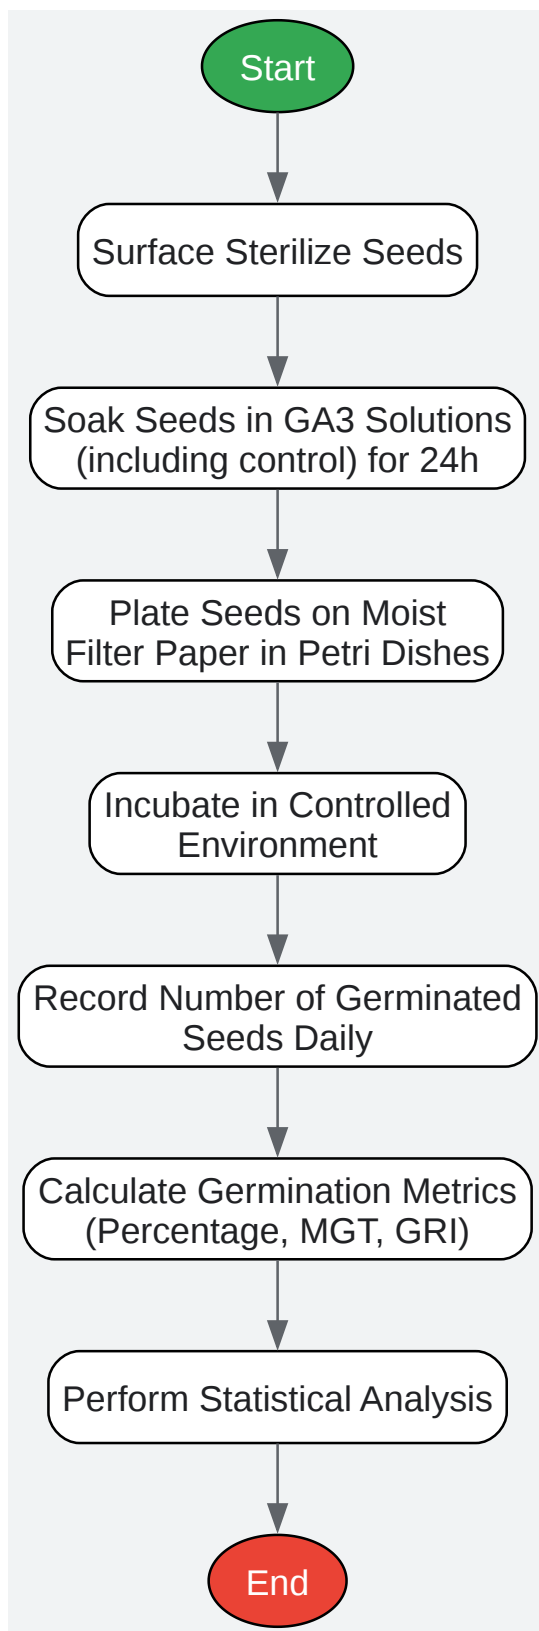 Start
Surface Sterilize Seeds
Soak Seeds in GA3 Solutions
(including control) for 24h
Plate Seeds on Moist
Filter Paper in Petri Dishes
Incubate in Controlled
Environment
Record Number of Germinated
Seeds Daily
Calculate Germination Metrics
(Percentage, MGT, GRI)
Perform Statistical Analysis
End